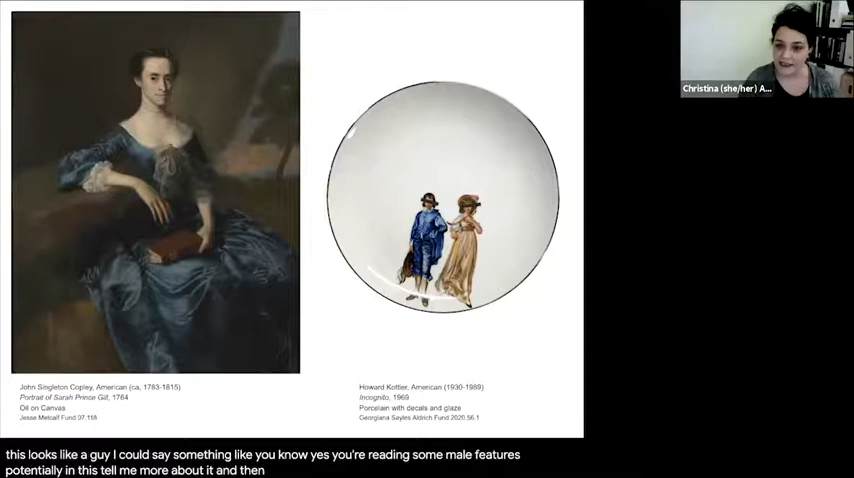 Christina (she/her) A...
John Singleton Copley, American (ca, 1783-1815)
Portrait of Sarah Prince Gill, 1764
Oil on Canvas
Jesse Metcalf Fund 07.118
Howard Kottler, American (1930-1989)
Incognito, 1969
Porcelain with decals and glaze
Georgiana Sayles Aldrich Fund 2020.56.1
this looks like a guy I could say something like you know yes you're reading some male features
potentially in this tell me more about it and then